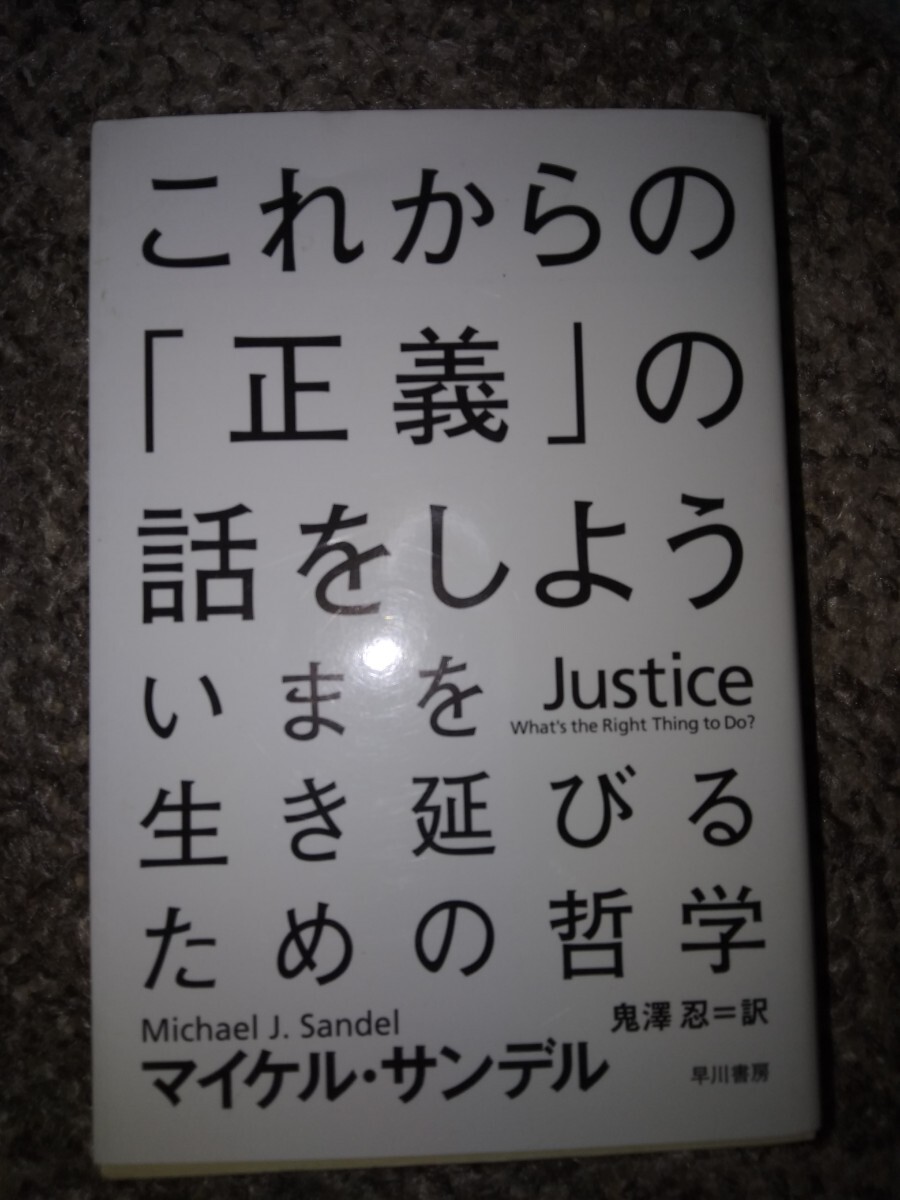 これからの
「正義」の
話をしよう
いまを
Justice
What's the Right Thing to Do?
生き延びる
ための哲学
Michael J. Sandel
マイケル・サンデル
鬼澤 忍=訳
早川書房